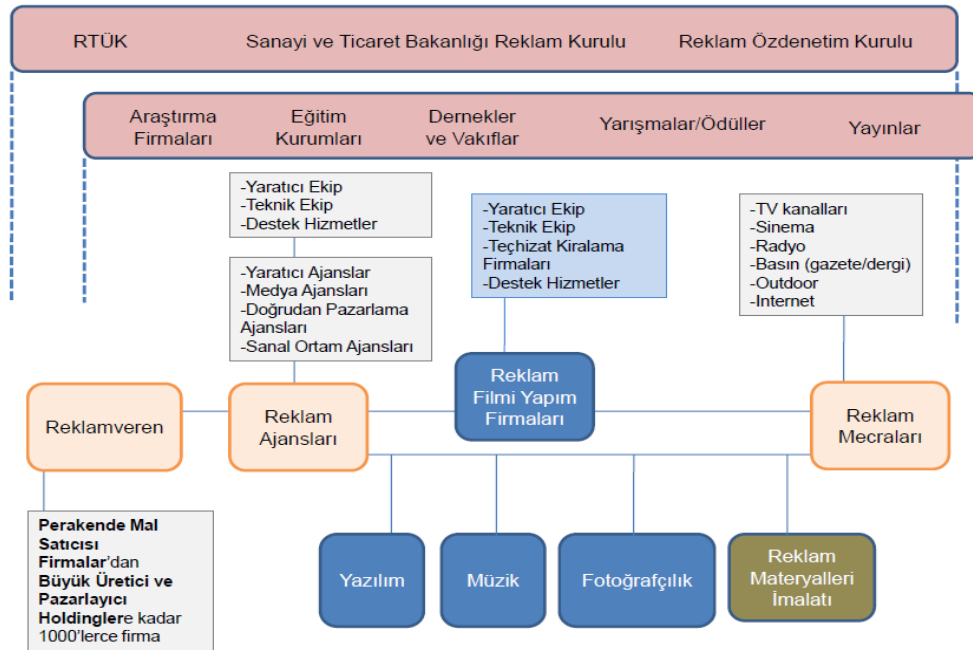 RTÜK
Sanayi ve Ticaret Bakanlığı Reklam Kurulu
Reklam Özdenetim Kurulu
Araştırma
Firmaları
Eğitim
Kurumları
Dernekler
ve Vakıflar
Yarışmalar/Ödüller
Yayınlar
-Yaratıcı Ekip
-Teknik Ekip
-Destek Hizmetler
-Yaratıcı Ajanslar
-Medya Ajansları
-Doğrudan Pazarlama
Ajansları
-Sanal Ortam Ajansları
-Yaratıcı Ekip
-Teknik Ekip
-Teçhizat Kiralama
Firmaları
-Destek Hizmetler
-TV kanalları
-Sinema
-Radyo
-Basın (gazete/dergi)
-Outdoor
-Internet
Reklamveren
Reklam
Ajansları
Reklam
Filmi Yapım
Firmaları
Reklam
Mecraları
Perakende Mal
Satıcısı
Firmalar'dan
Büyük Üretici ve
Pazarlayıcı
Holdinglere kadar
1000'lerce firma
Yazılım
Müzik
Fotoğrafçılık
Reklam
Materyalleri
İmalatı